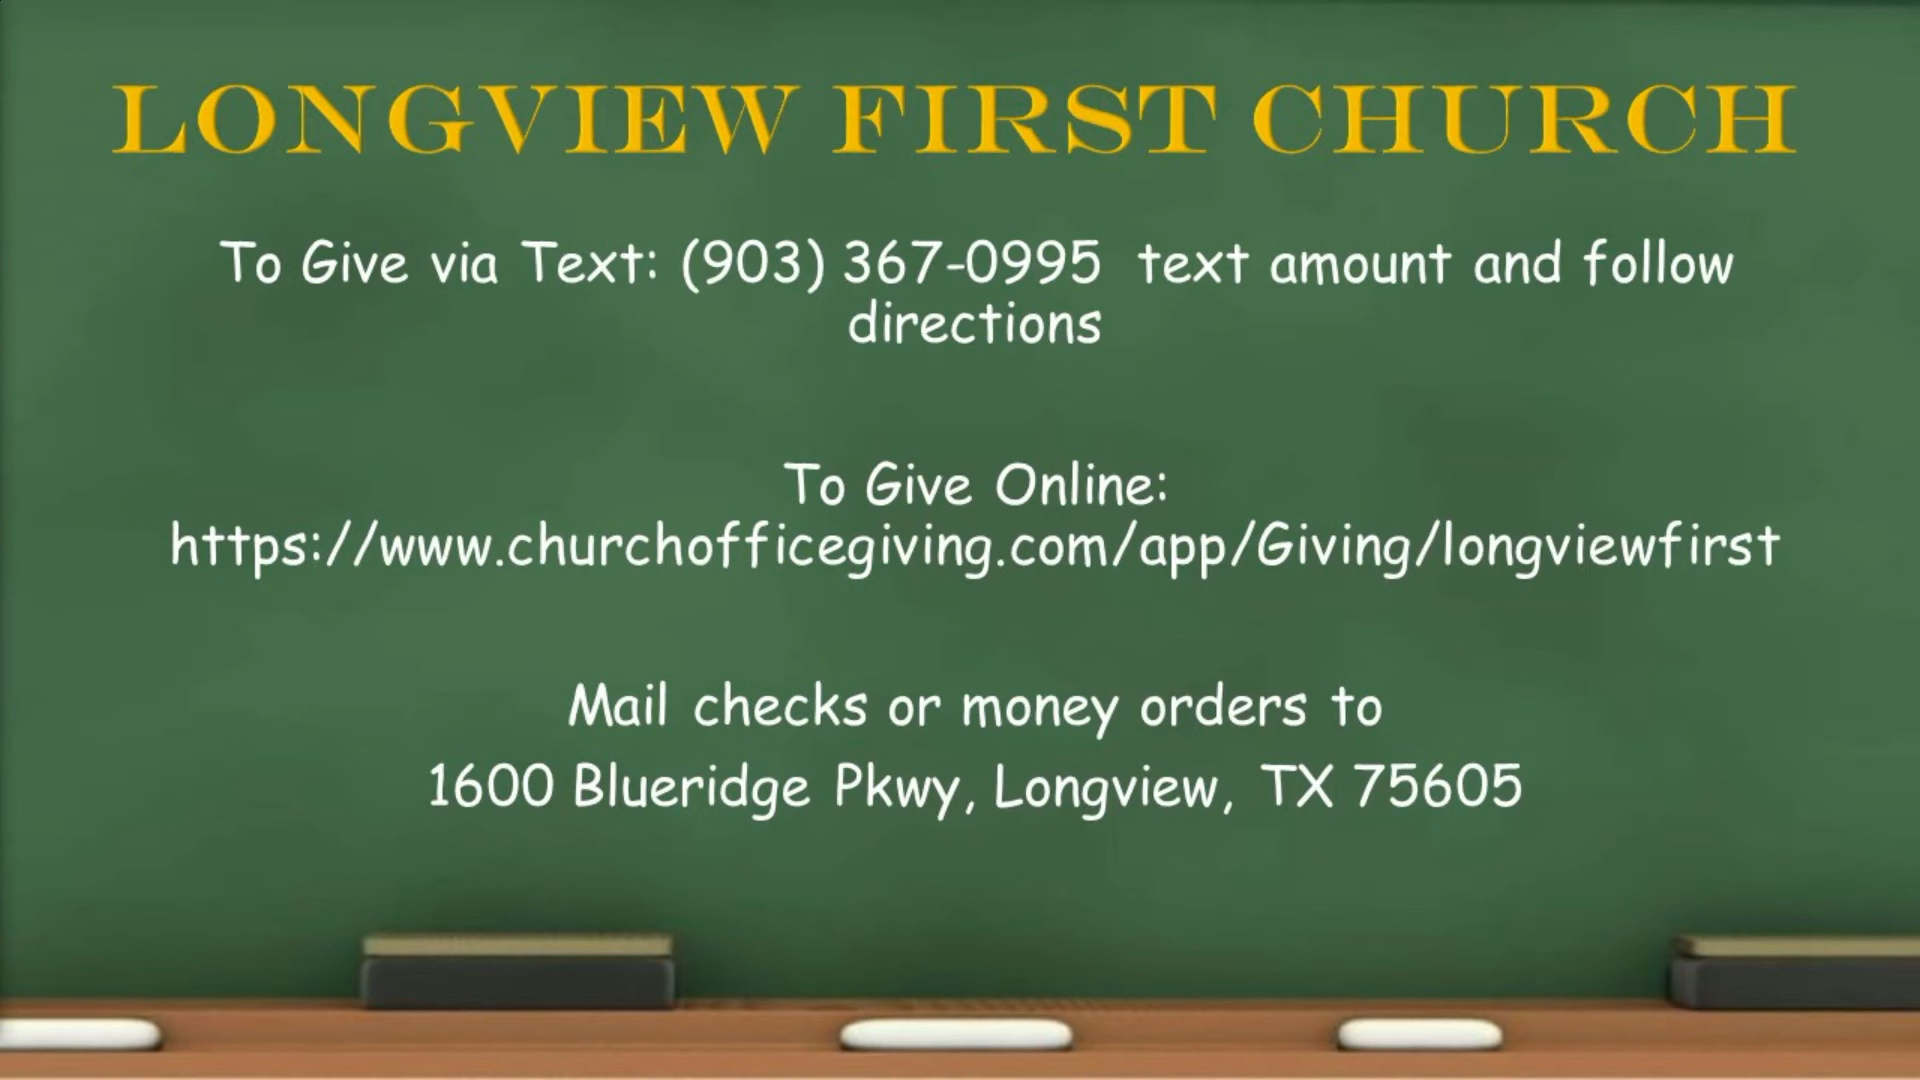 LONGVIEW FIRST CHURCH
To Give via Text: (903) 367-0995 text amount and follow
directions
To Give Online:
https://www.churchofficegiving.com/app/Giving/longviewfirst
Mail checks or money orders to
1600 Blueridge Pkwy, Longview, TX 75605